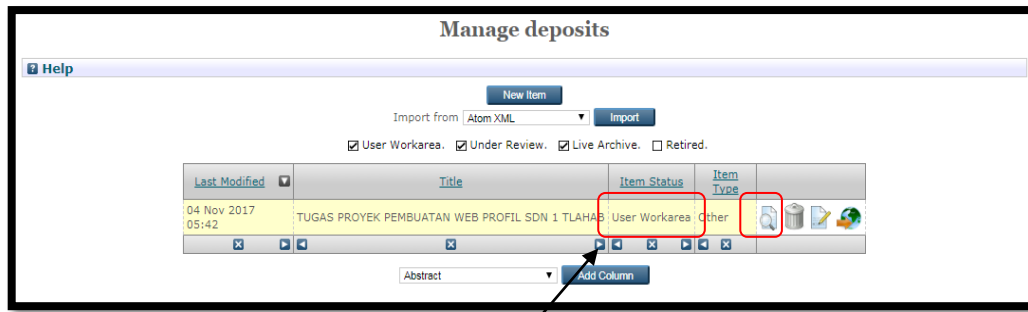 Manage deposits
? Help
New Item
Import from Atom XML Import
User Workarea. Under Review. Live Archive. Retired.
Last Modified Title Item Status Item Type
04 Nov 2017 05:42 TUGAS PROYEK PEMBUATAN WEB PROFIL SDN 1 TLAHAB User Workarea Other
Abstract Add Column